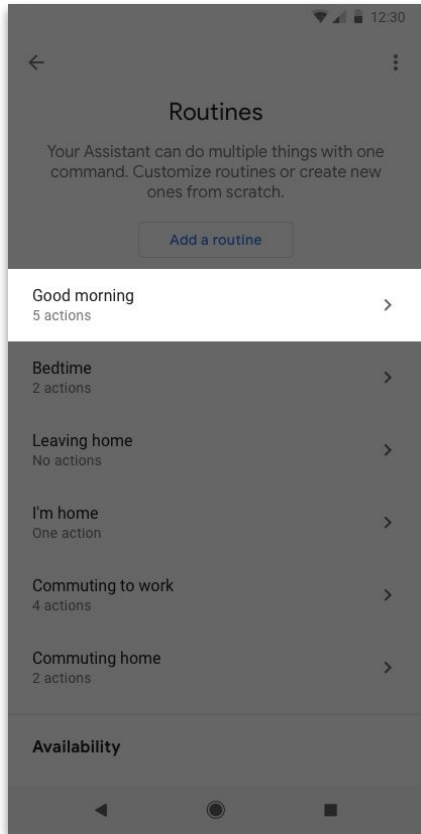 12:30
Routines
Your Assistant can do multiple things with one
command. Customize routines or create new
ones from scratch.
Add a routine
Good morning
5 actions
Bedtime
2 actions
Leaving home
No actions
I'm home
One action
Commuting to work
4 actions
Commuting home
2 actions
Availability